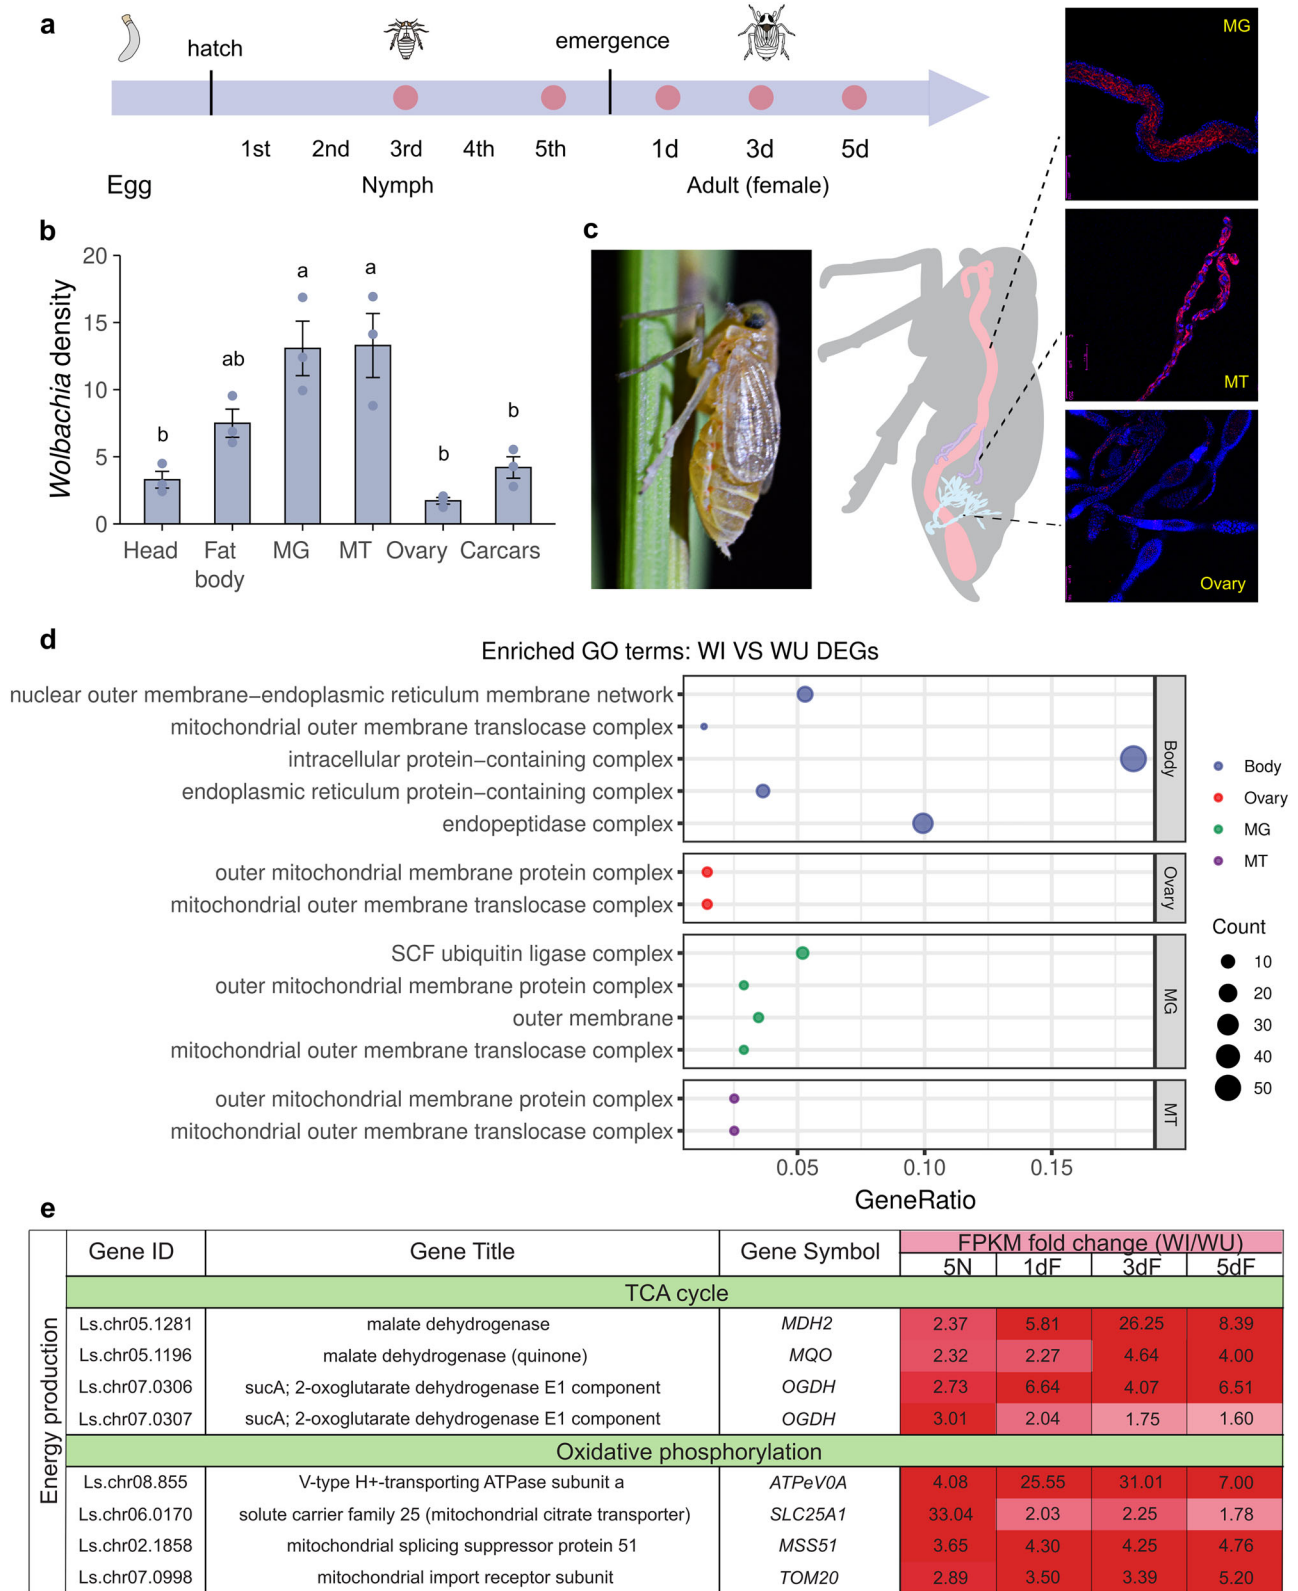 a
hatch
emergence
1st 2nd 3rd 4th 5th 1d 3d 5d
Egg Nymph Adult (female)
MG
MT
Ovary
b
Wolbachia density
20
15
10
5
0
b ab a a b b
Head Fat body MG MT Ovary Carcars
c
d
Enriched GO terms: WI VS WU DEGs
nuclear outer membrane−endoplasmic reticulum membrane network
mitochondrial outer membrane translocase complex
intracellular protein−containing complex
endoplasmic reticulum protein−containing complex
endopeptidase complex
Body
outer mitochondrial membrane protein complex
mitochondrial outer membrane translocase complex
Ovary
SCF ubiquitin ligase complex
outer mitochondrial membrane protein complex
outer membrane
mitochondrial outer membrane translocase complex
MG
outer mitochondrial membrane protein complex
mitochondrial outer membrane translocase complex
MT
0.05 0.10 0.15
GeneRatio
Body
Ovary
MG
MT
Count
10
20
30
40
50
e
Energy production
Gene ID Gene Title Gene Symbol FPKM fold change (WI/WU)
5N 1dF 3dF 5dF
TCA cycle
Ls.chr05.1281 malate dehydrogenase MDH2 2.37 5.81 26.25 8.39
Ls.chr05.1196 malate dehydrogenase (quinone) MQO 2.32 2.27 4.64 4.00
Ls.chr07.0306 sucA; 2-oxoglutarate dehydrogenase E1 component OGDH 2.73 6.64 4.07 6.51
Ls.chr07.0307 sucA; 2-oxoglutarate dehydrogenase E1 component OGDH 3.01 2.04 1.75 1.60
Oxidative phosphorylation
Ls.chr08.855 V-type H+-transporting ATPase subunit a ATPeV0A 4.08 25.55 31.01 7.00
Ls.chr06.0170 solute carrier family 25 (mitochondrial citrate transporter) SLC25A1 33.04 2.03 2.25 1.78
Ls.chr02.1858 mitochondrial splicing suppressor protein 51 MSS51 3.65 4.30 4.25 4.76
Ls.chr07.0998 mitochondrial import receptor subunit TOM20 2.89 3.50 3.39 5.20